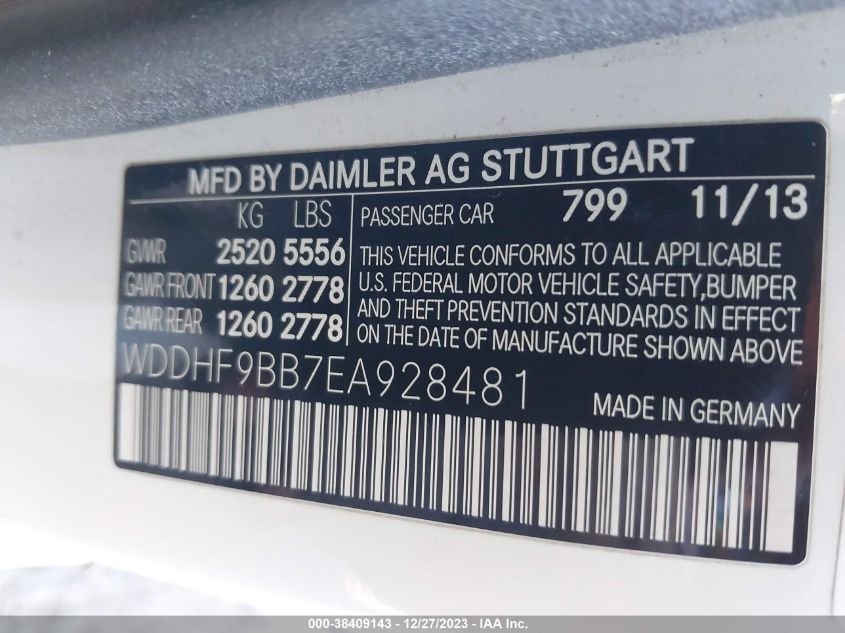 MFD BY DAIMLER AG STUTTGART
KG LBS
GVWR 2520 5556
GAWR FRONT 1260 2778
GAWR REAR 1260 2778
PASSENGER CAR 799 11/13
THIS VEHICLE CONFORMS TO ALL APPLICABLE
U.S. FEDERAL MOTOR VEHICLE SAFETY,BUMPER
AND THEFT PREVENTION STANDARDS IN EFFECT
ON THE DATE OF MANUFACTURE SHOWN ABOVE
WDDHF9BB7EA928481
MADE IN GERMANY
000-38409143 - 12/27/2023 - IAA Inc.